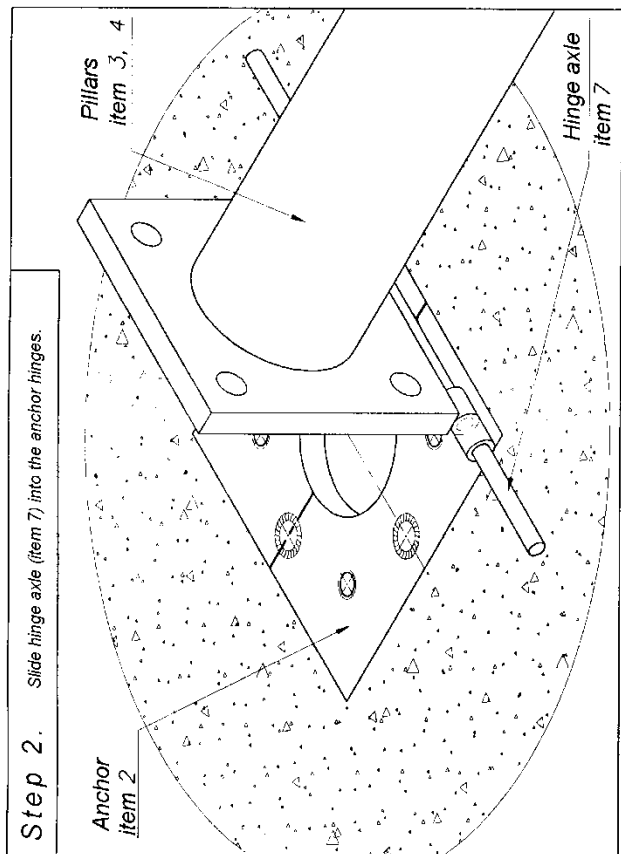 Step 2. Slide hinge axle (item 7) into the anchor hinges.
Anchor
item 2
Pillars
item 3, 4
Hinge axle
item 7